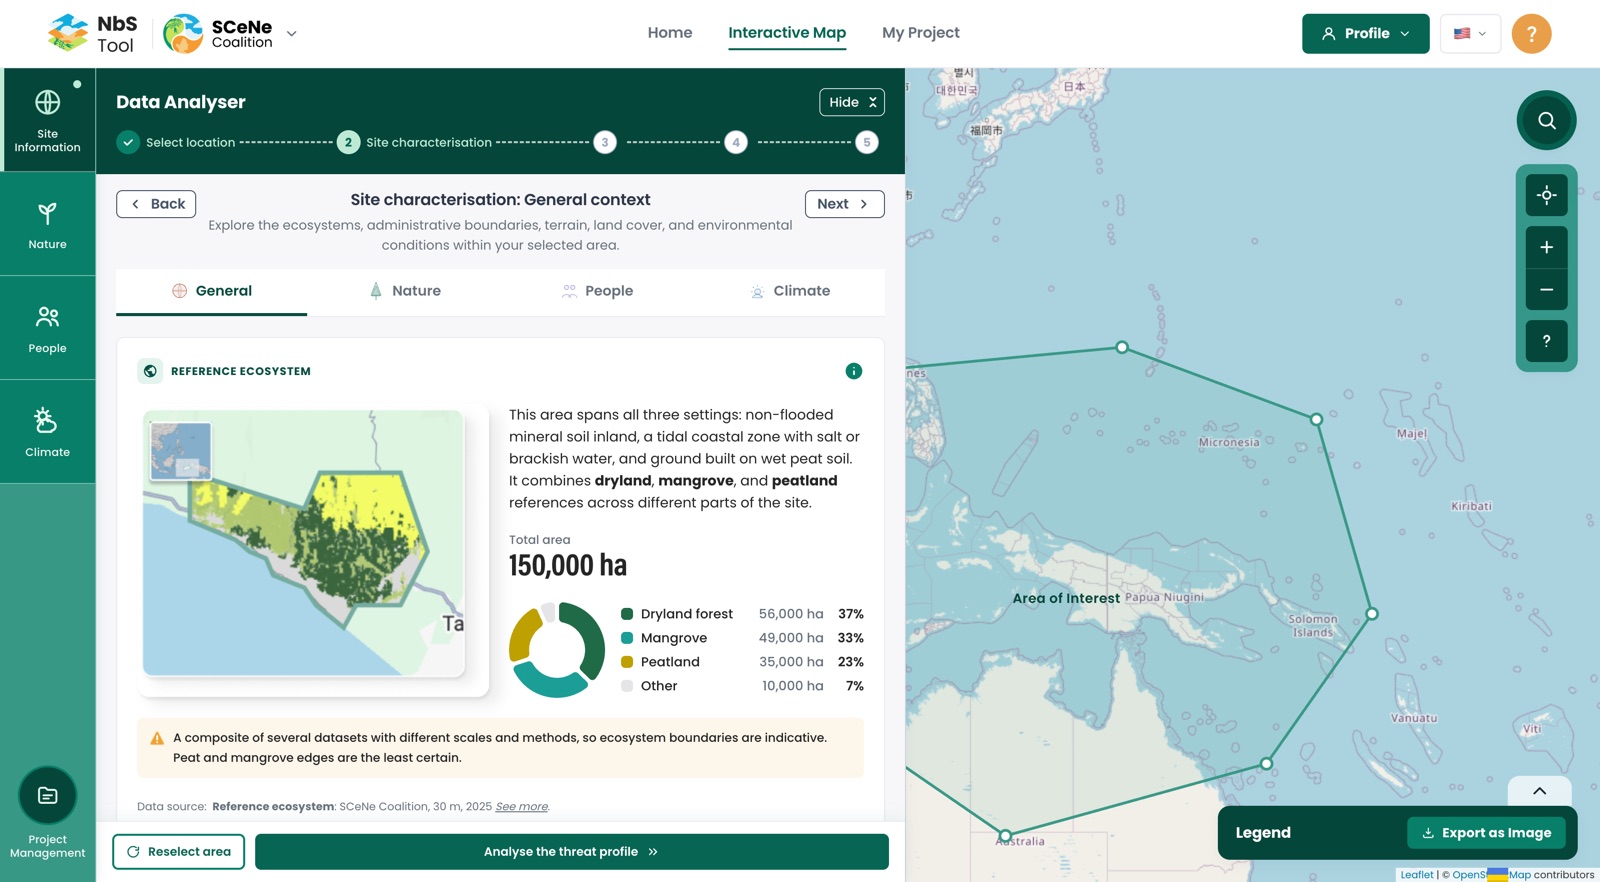 NbS
Tool
SCeNe
Coalition
Home
Interactive Map
My Project
Profile
?
Site
Information
Nature
People
Climate
Project
Management
Data Analyser
Hide
Select location
2
Site characterisation
3
4
5
Back
Site characterisation: General context
Next
Explore the ecosystems, administrative boundaries, terrain, land cover, and environmental
conditions within your selected area.
General
Nature
People
Climate
REFERENCE ECOSYSTEM
i
Ta
This area spans all three settings: non-flooded
mineral soil inland, a tidal coastal zone with salt or
brackish water, and ground built on wet peat soil.
It combines dryland, mangrove, and peatland
references across different parts of the site.
Total area
150,000 ha
Dryland forest 56,000 ha 37%
Mangrove 49,000 ha 33%
Peatland 35,000 ha 23%
Other 10,000 ha 7%
A composite of several datasets with different scales and methods, so ecosystem boundaries are indicative.
Peat and mangrove edges are the least certain.
Data source: Reference ecosystem: SCeNe Coalition, 30 m, 2025 See more.
Reselect area
Analyse the threat profile
대한민국
日本
福岡市
nes
Micronesia
Majel
Kiribati
Area of Interest
Papua Niugini
Solomon
Islands
Vanuatu
Viti
Australia
+
−
?
Legend
Export as Image
Leaflet | © OpenS Map contributors